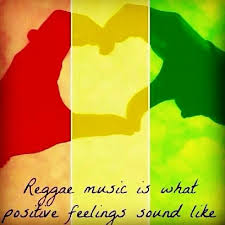 Reggae music is what
positive feelings sound like